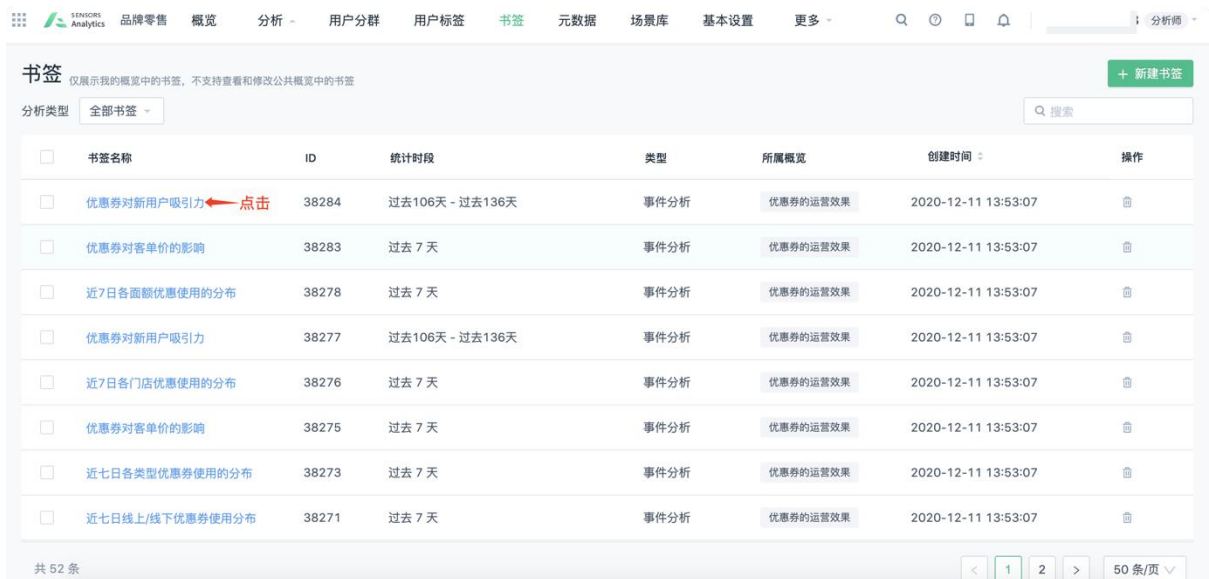 SENSORS Analytics 品牌零售 概览 分析 用户分群 用户标签 书签 元数据 场景库 基本设置 更多 分析师
书签 仅展示我的概览中的书签，不支持查看和修改公共概览中的书签 + 新建书签
分析类型 全部书签 搜索
书签名称 ID 统计时段 类型 所属概览 创建时间 操作
优惠券对新用户吸引力 点击 38284 过去106天 - 过去136天 事件分析 优惠券的运营效果 2020-12-11 13:53:07
优惠券对客单价的影响 38283 过去 7 天 事件分析 优惠券的运营效果 2020-12-11 13:53:07
近7日各面额优惠使用的分布 38278 过去 7 天 事件分析 优惠券的运营效果 2020-12-11 13:53:07
优惠券对新用户吸引力 38277 过去106天 - 过去136天 事件分析 优惠券的运营效果 2020-12-11 13:53:07
近7日各门店优惠使用的分布 38276 过去 7 天 事件分析 优惠券的运营效果 2020-12-11 13:53:07
优惠券对客单价的影响 38275 过去 7 天 事件分析 优惠券的运营效果 2020-12-11 13:53:07
近七日各类型优惠券使用的分布 38273 过去 7 天 事件分析 优惠券的运营效果 2020-12-11 13:53:07
近七日线上/线下优惠券使用分布 38271 过去 7 天 事件分析 优惠券的运营效果 2020-12-11 13:53:07
共 52 条 < 1 2 > 50 条/页